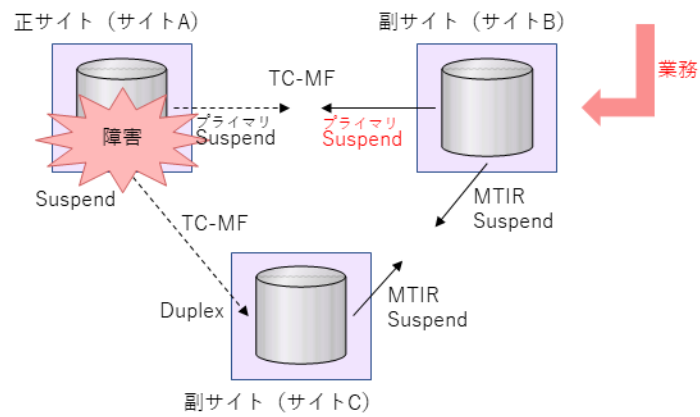 正サイト（サイトA）
副サイト（サイトB）
業務
TC-MF
障害
プライマリ
Suspend
プライマリ
Suspend
Suspend
TC-MF
MTIR
Suspend
Duplex
MTIR
Suspend
副サイト（サイトC）